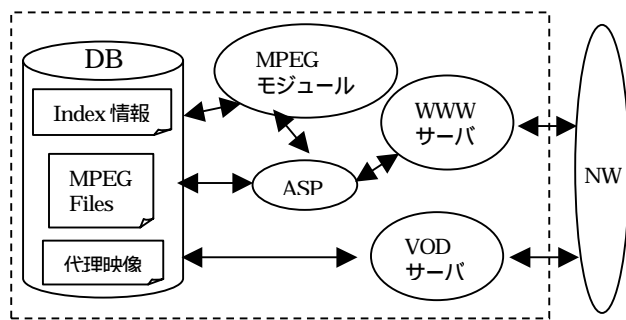 DB
Index 情報
MPEG
Files
代理映像
MPEG
モジュール
ASP
WWW
サーバ
VOD
サーバ
NW